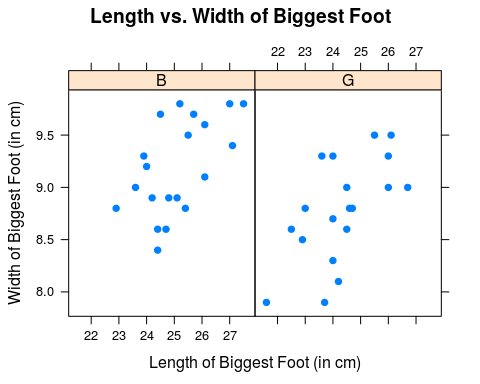 Length vs. Width of Biggest Foot
22 23 24 25 26 27
B G
9.5
9.0
8.5
8.0
Width of Biggest Foot (in cm)
22 23 24 25 26 27
Length of Biggest Foot (in cm)